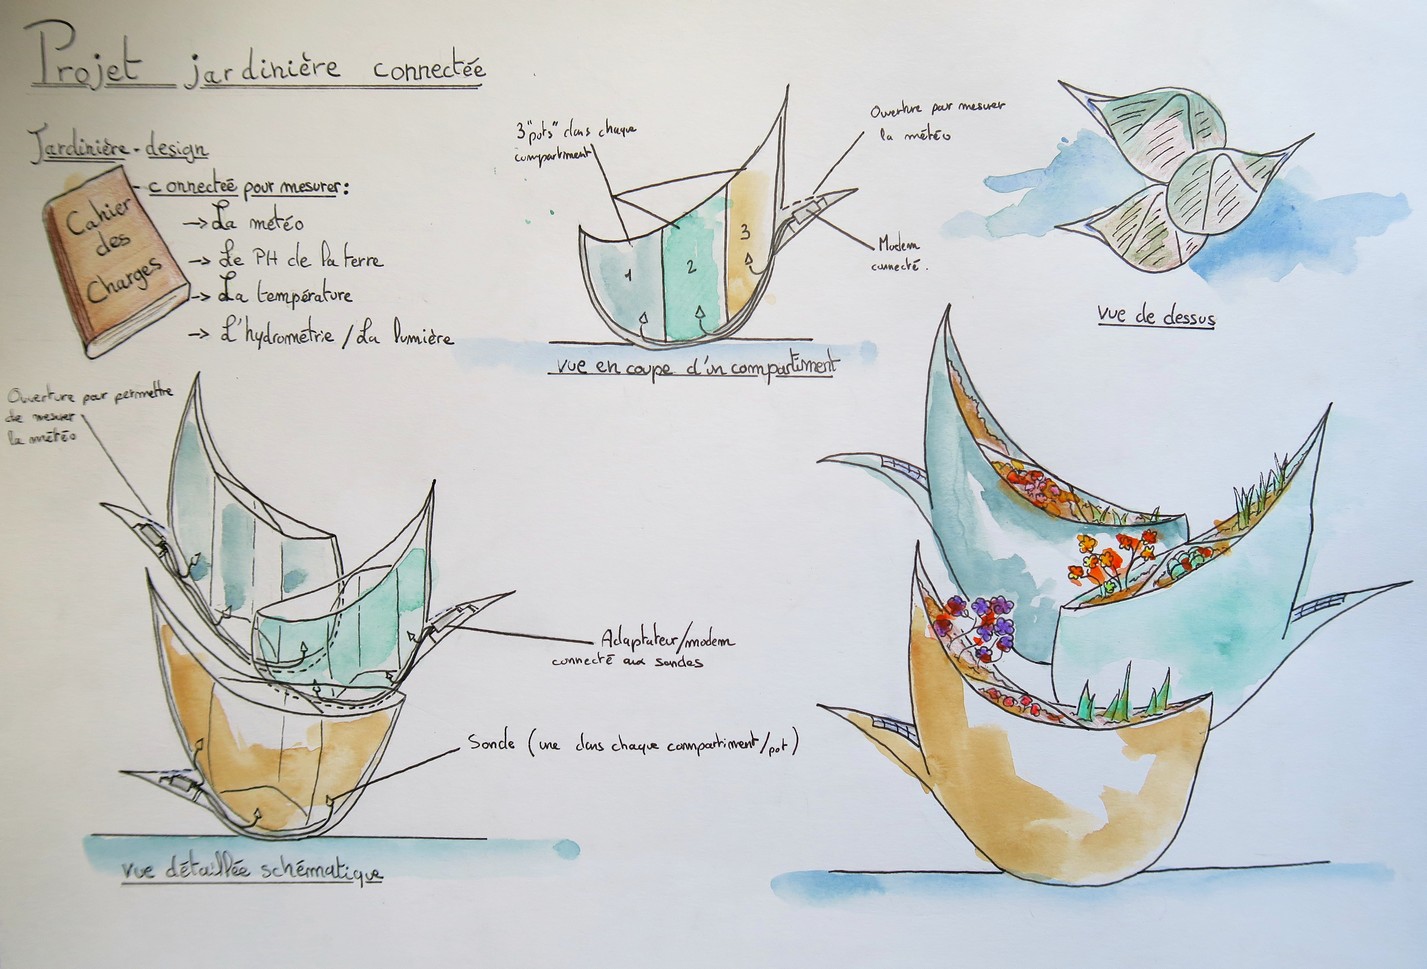 Projet jardinière connectée
Jardinière-design
connectée pour mesurer:
→ La météo
→ Le PH de la terre
→ La température
→ L'hydrométrie / La lumière
Cahier
des
Charges
3 "pots" dans chaque
compartiment
1
2
3
Ouverture pour mesurer
la météo
Modem
connecté.
vue en coupe d'un compartiment
vue de dessus
Ouverture pour permettre
de mesurer
la météo
Adaptateur/modem
connecté aux sondes
Sonde (une dans chaque compartiment/pot)
vue détaillée schématique